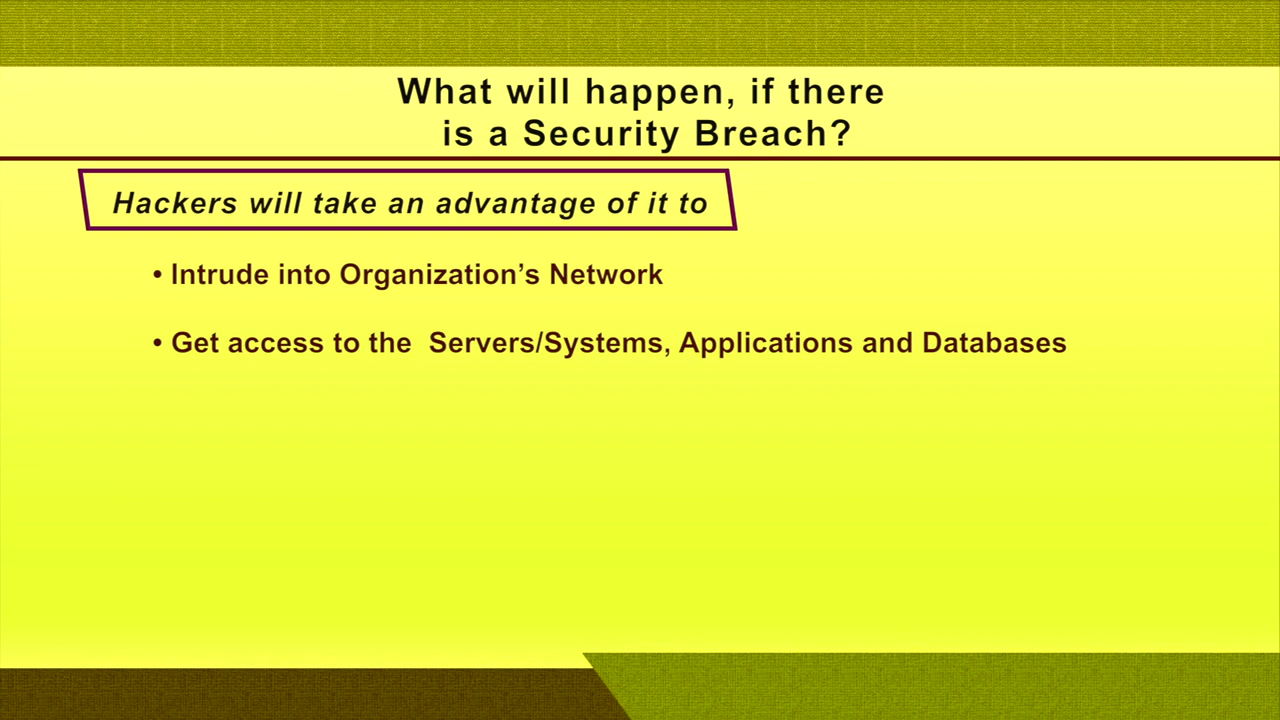 What will happen, if there
is a Security Breach?
Hackers will take an advantage of it to
• Intrude into Organization’s Network
• Get access to the  Servers/Systems, Applications and Databases